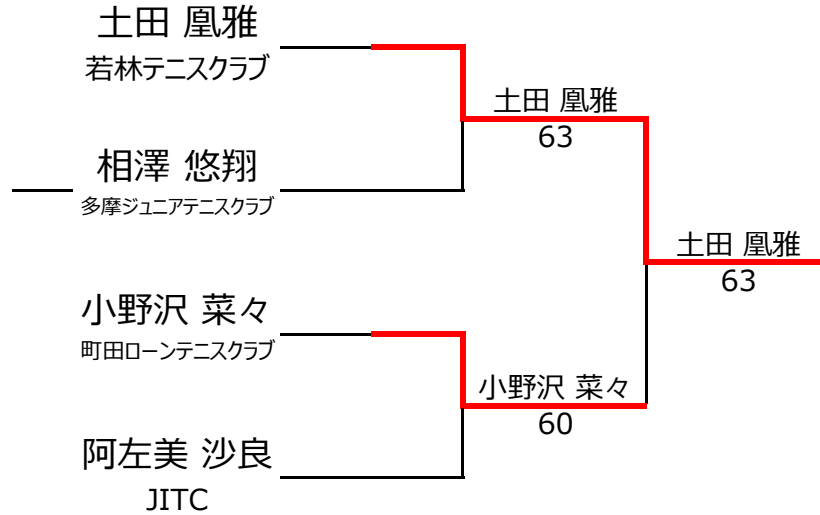 土田 凰雅
若林テニスクラブ
土田 凰雅
63
相澤 悠翔
多摩ジュニアテニスクラブ
土田 凰雅
63
小野沢 菜々
町田ローンテニスクラブ
小野沢 菜々
60
阿左美 沙良
JITC